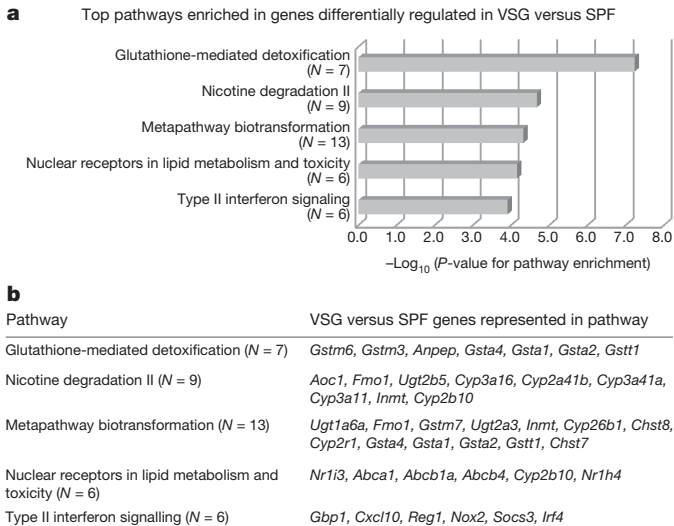 a
Top pathways enriched in genes differentially regulated in VSG versus SPF
Glutathione-mediated detoxification
(N = 7)
Nicotine degradation II
(N = 9)
Metapathway biotransformation
(N = 13)
Nuclear receptors in lipid metabolism and toxicity
(N = 6)
Type II interferon signaling
(N = 6)
0.0 1.0 2.0 3.0 4.0 5.0 6.0 7.0 8.0
–Log10 (P-value for pathway enrichment)
b
Pathway VSG versus SPF genes represented in pathway
Glutathione-mediated detoxification (N = 7) Gstm6, Gstm3, Anpep, Gsta4, Gsta1, Gsta2, Gstt1
Nicotine degradation II (N = 9) Aoc1, Fmo1, Ugt2b5, Cyp3a16, Cyp2a41b, Cyp3a41a,
Cyp3a11, Inmt, Cyp2b10
Metapathway biotransformation (N = 13) Ugt1a6a, Fmo1, Gstm7, Ugt2a3, Inmt, Cyp26b1, Chst8,
Cyp2r1, Gsta4, Gsta1, Gsta2, Gstt1, Chst7
Nuclear receptors in lipid metabolism and Nr1i3, Abca1, Abcb1a, Abcb4, Cyp2b10, Nr1h4
toxicity (N = 6)
Type II interferon signalling (N = 6) Gbp1, Cxcl10, Reg1, Nox2, Socs3, Irf4